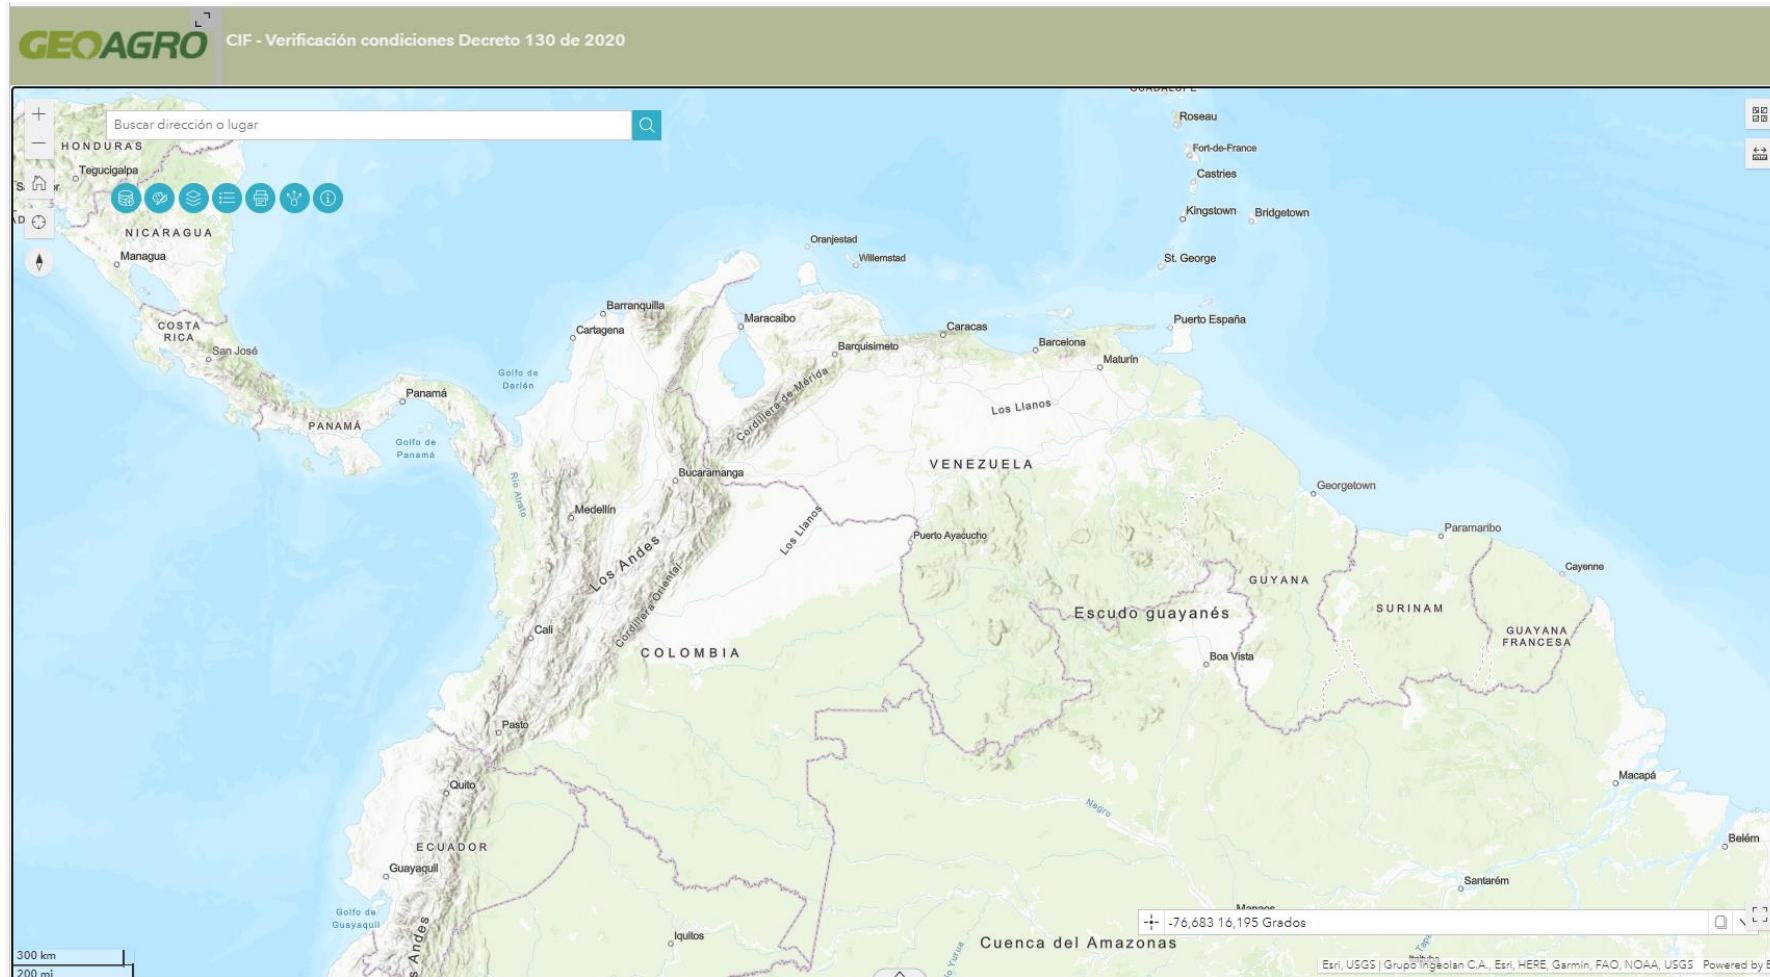 GEOAGRO
CIF - Verificación condiciones Decreto 130 de 2020
Buscar dirección o lugar
Roseau
Fort-de-France
Castries
Kingstown
Bridgetown
St. George
HONDURAS
Tegucigalpa
NICARAGUA
Managua
Oranjestad
Willemstad
COSTA
RICA
San José
Barranquilla
Cartagena
Maracaibo
Caracas
Puerto España
Barquisimeto
Barcelona
Maturín
Golfo de
Darién
Cordillera de Mérida
Panamá
PANAMÁ
Golfo de
Panamá
Los Llanos
VENEZUELA
Río Atrato
Bucaramanga
Medellín
Los Llanos
Georgetown
Puerto Ayacucho
Paramaribo
Los Andes
Cordillera Oriental
Cayenne
GUYANA
SURINAM
Escudo guayanés
GUAYANA
FRANCESA
Cali
COLOMBIA
Boa Vista
Pasto
Quito
Macapá
Negro
ECUADOR
Guayaquil
Belém
Santarém
Golfo de
Guayaquil
Manaos
-76,683 16,195 Grados
Iquitos
Cuenca del Amazonas
Andes
300 km
200 mi
Esri, USGS | Grupo Ingeolan C.A., Esri, HERE, Garmin, FAO, NOAA, USGS Powered by